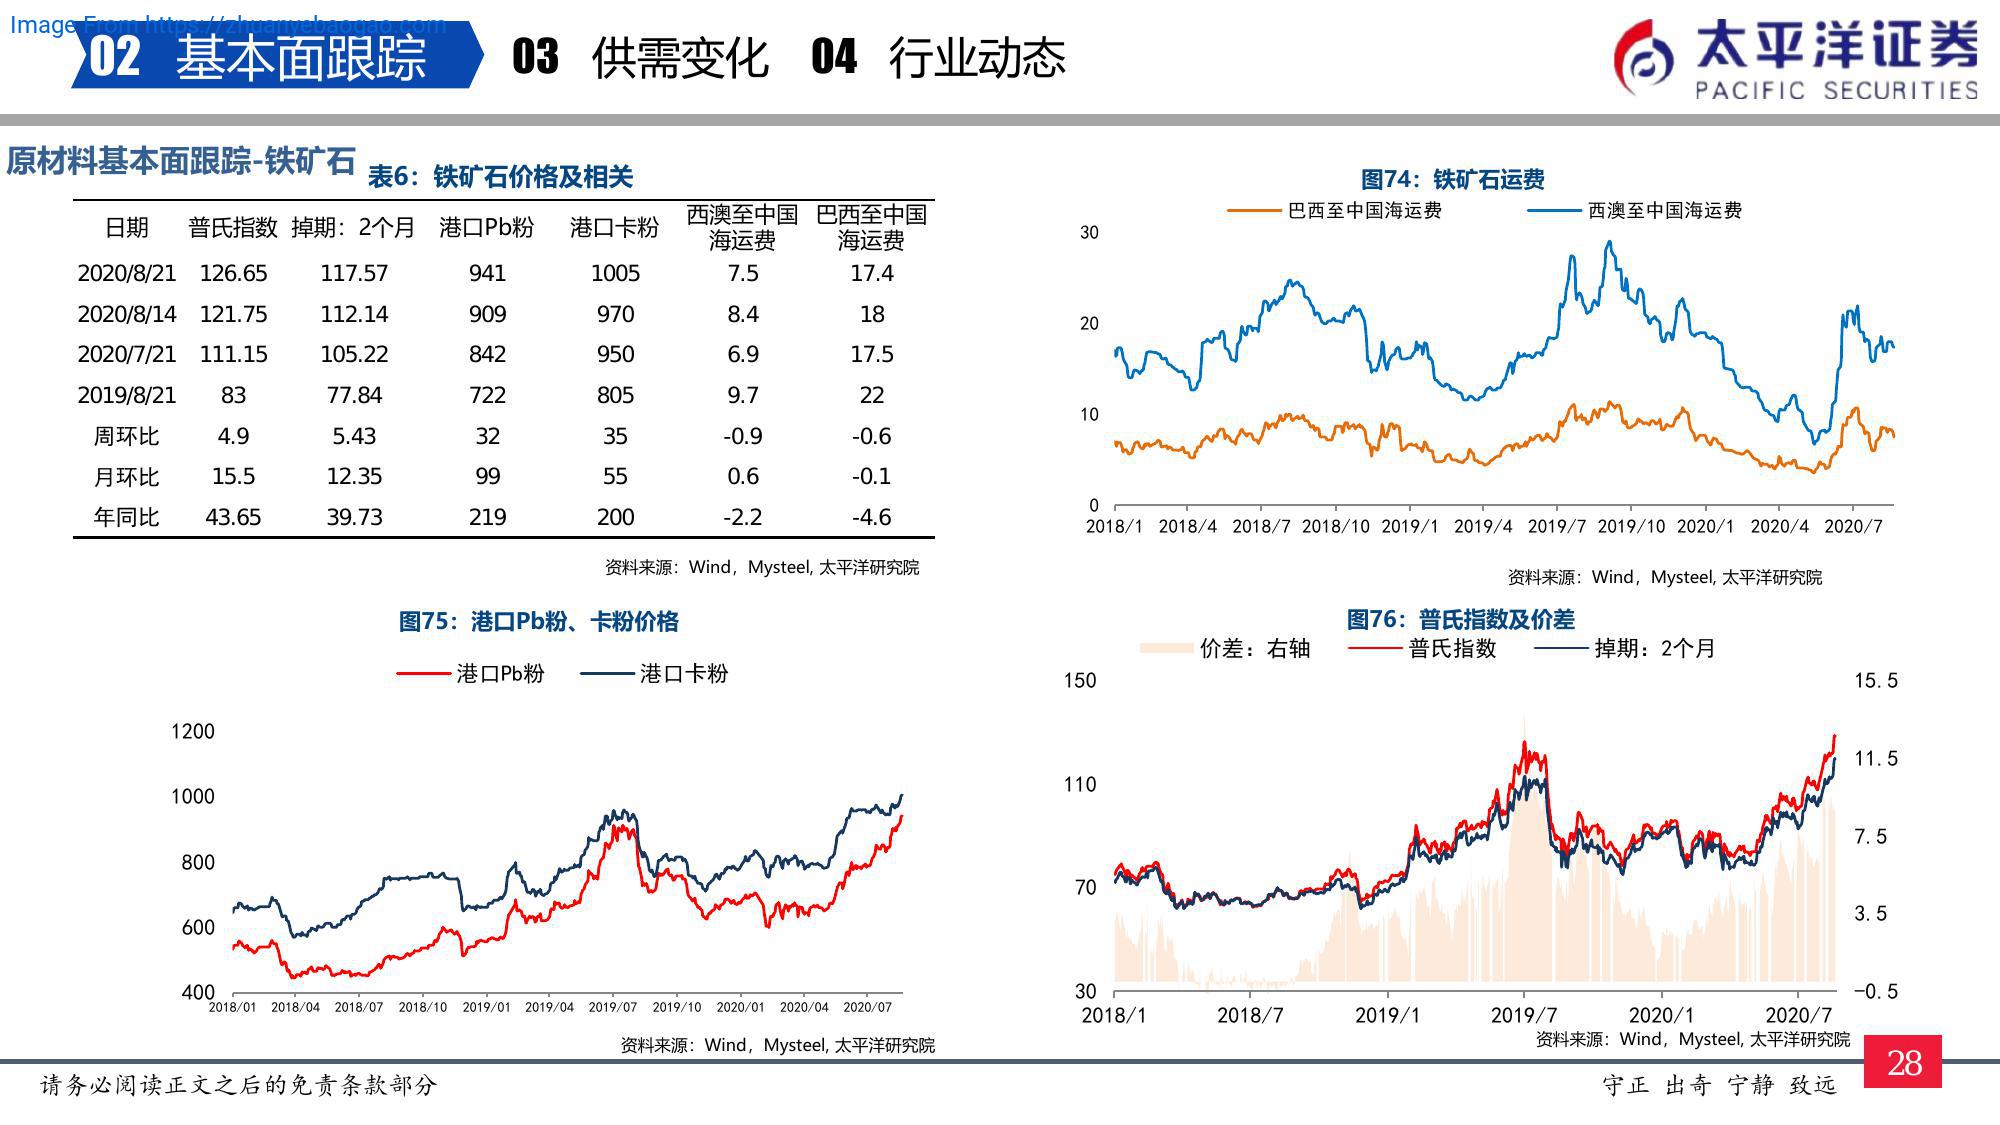 Image From https://zhuanyebaogao.com
02 基本面跟踪 03 供需变化 04 行业动态
太平洋证券
PACIFIC SECURITIES
原材料基本面跟踪-铁矿石
表6：铁矿石价格及相关
日期 普氏指数 掉期：2个月 港口Pb粉 港口卡粉 西澳至中国海运费 巴西至中国海运费
2020/8/21 126.65 117.57 941 1005 7.5 17.4
2020/8/14 121.75 112.14 909 970 8.4 18
2020/7/21 111.15 105.22 842 950 6.9 17.5
2019/8/21 83 77.84 722 805 9.7 22
周环比 4.9 5.43 32 35 -0.9 -0.6
月环比 15.5 12.35 99 55 0.6 -0.1
年同比 43.65 39.73 219 200 -2.2 -4.6
资料来源：Wind，Mysteel, 太平洋研究院
图74：铁矿石运费
巴西至中国海运费 西澳至中国海运费
30
20
10
0
2018/1 2018/4 2018/7 2018/10 2019/1 2019/4 2019/7 2019/10 2020/1 2020/4 2020/7
资料来源：Wind，Mysteel, 太平洋研究院
图75：港口Pb粉、卡粉价格
港口Pb粉 港口卡粉
1200
1000
800
600
400
2018/01 2018/04 2018/07 2018/10 2019/01 2019/04 2019/07 2019/10 2020/01 2020/04 2020/07
资料来源：Wind，Mysteel, 太平洋研究院
图76：普氏指数及价差
价差：右轴 普氏指数 掉期：2个月
150 15.5
110 11.5
70 7.5
30 3.5
-0.5
2018/1 2018/7 2019/1 2019/7 2020/1 2020/7
资料来源：Wind，Mysteel, 太平洋研究院
请务必阅读正文之后的免责条款部分
守正 出奇 宁静 致远
28